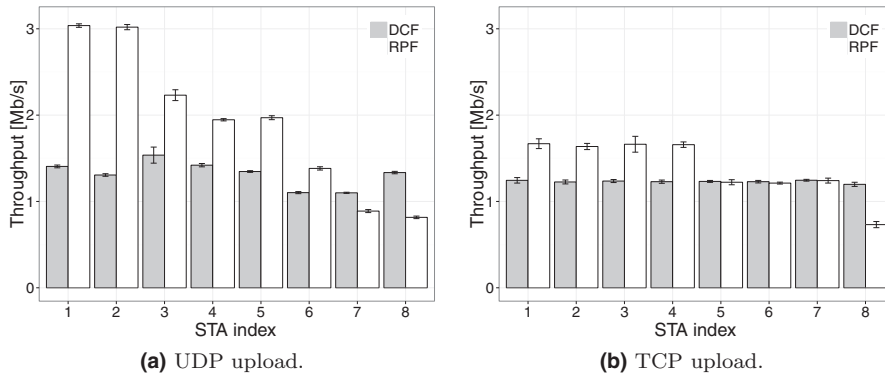 3
2
1
0
Throughput [Mb/s]
DCF
RPF
1 2 3 4 5 6 7 8
STA index
(a) UDP upload.
3
2
1
0
Throughput [Mb/s]
DCF
RPF
1 2 3 4 5 6 7 8
STA index
(b) TCP upload.